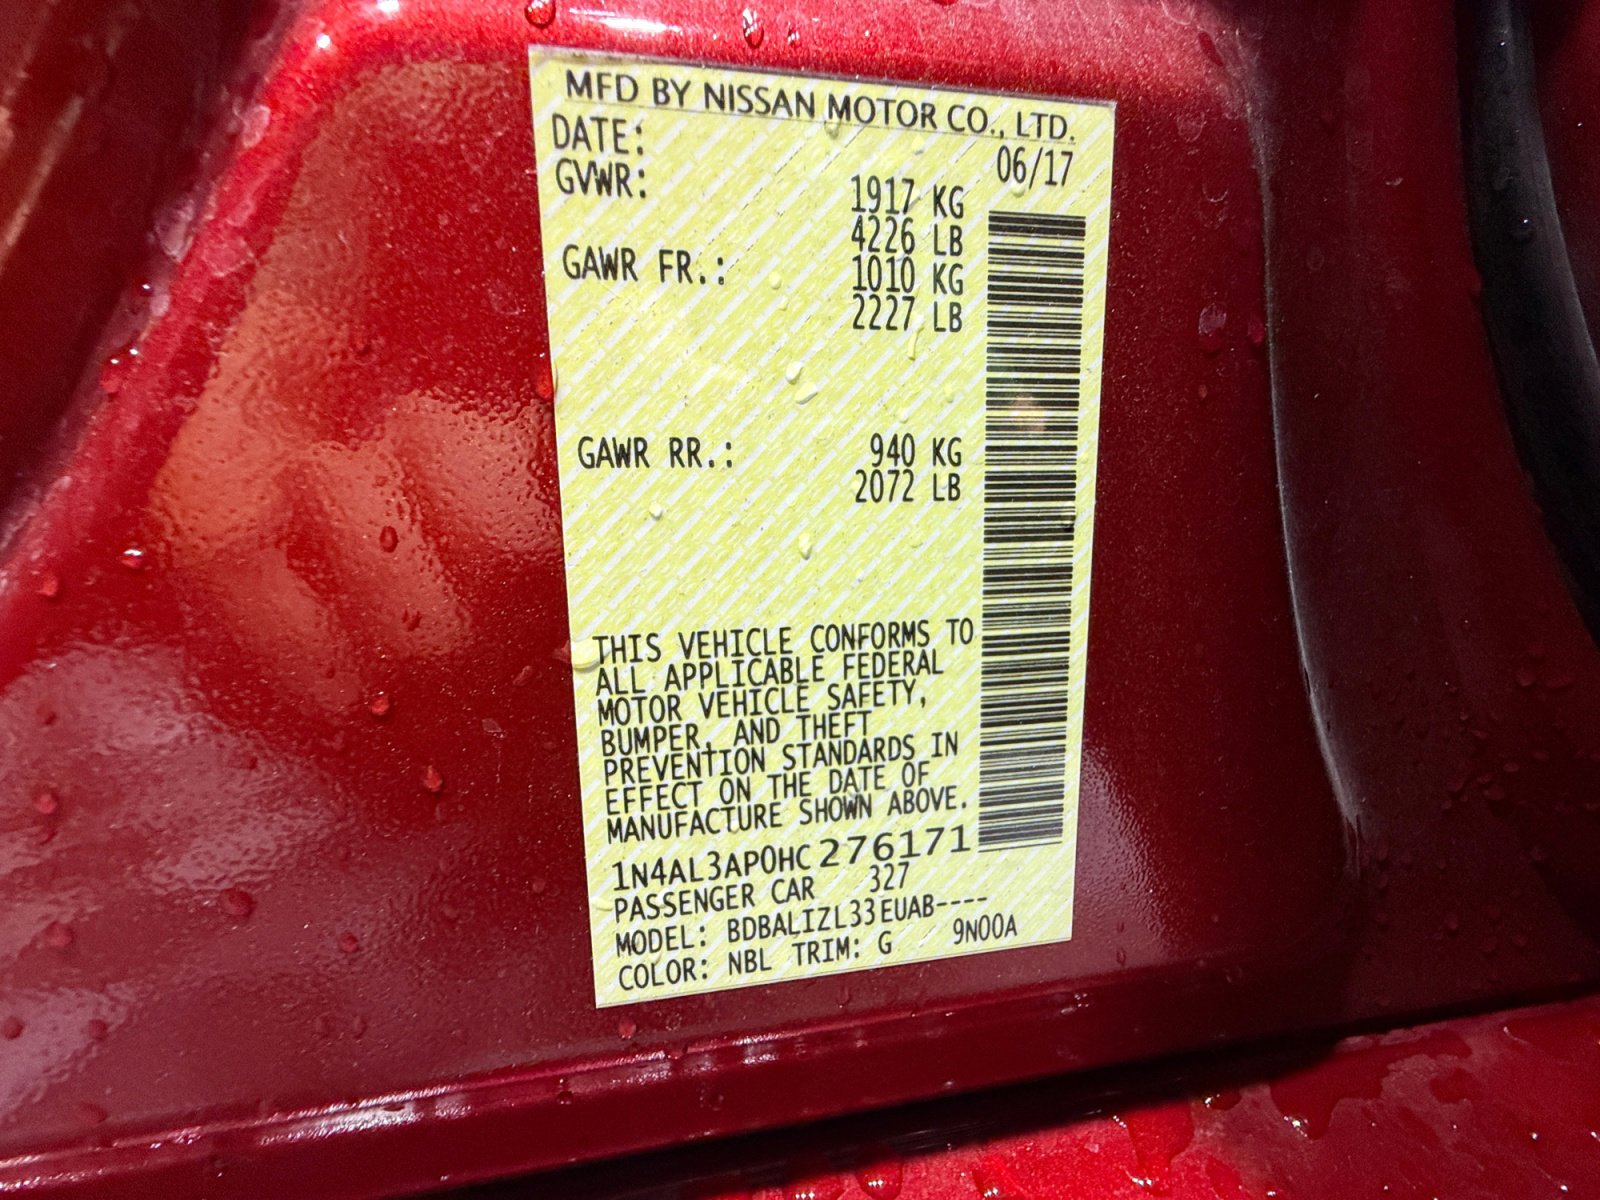 MFD BY NISSAN MOTOR CO., LTD.
DATE: 06/17
GVWR: 1917 KG
4226 LB
GAWR FR.: 1010 KG
2227 LB
GAWR RR.: 940 KG
2072 LB
THIS VEHICLE CONFORMS TO
ALL APPLICABLE FEDERAL
MOTOR VEHICLE SAFETY,
BUMPER, AND THEFT
PREVENTION STANDARDS IN
EFFECT ON THE DATE OF
MANUFACTURE SHOWN ABOVE.
1N4AL3AP0HC276171
PASSENGER CAR 327
MODEL: BDBALIZL33EUAB----
COLOR: NBL TRIM: G 9N00A